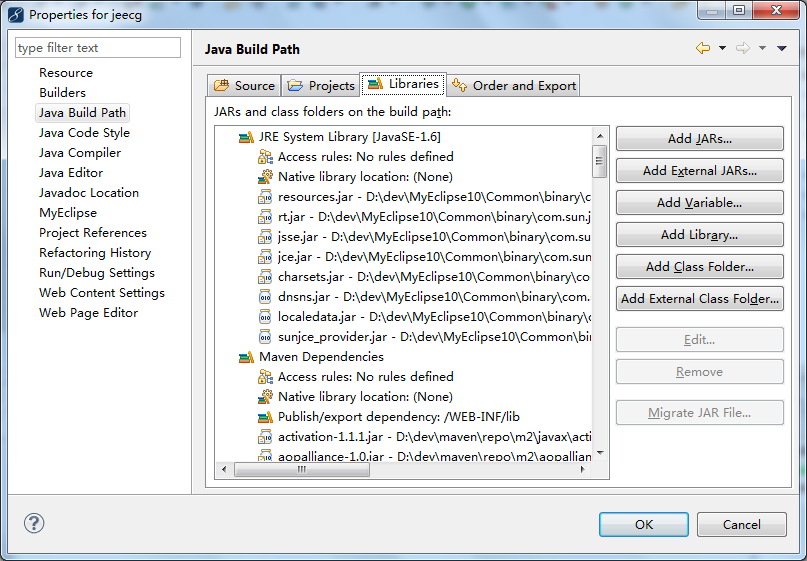 Properties for jeecg
type filter text
Resource
Builders
Java Build Path
Java Code Style
Java Compiler
Java Editor
Javadoc Location
MyEclipse
Project References
Refactoring History
Run/Debug Settings
Web Content Settings
Web Page Editor
Java Build Path
Source Projects Libraries Order and Export
JARs and class folders on the build path:
JRE System Library [JavaSE-1.6]
Access rules: No rules defined
Native library location: (None)
resources.jar - D:\dev\MyEclipse10\Common\binary\c
rt.jar - D:\dev\MyEclipse10\Common\binary\com.sun.j
jsse.jar - D:\dev\MyEclipse10\Common\binary\com.su
jce.jar - D:\dev\MyEclipse10\Common\binary\com.sun
charsets.jar - D:\dev\MyEclipse10\Common\binary\co
dnsns.jar - D:\dev\MyEclipse10\Common\binary\com.
localedata.jar - D:\dev\MyEclipse10\Common\binary\c
sunjce_provider.jar - D:\dev\MyEclipse10\Common\bin
Maven Dependencies
Access rules: No rules defined
Native library location: (None)
Publish/export dependency: /WEB-INF/lib
activation-1.1.1.jar - D:\dev\maven\repo\m2\javax\acti
aopalliance-1.0.jar - D:\dev\maven\repo\m2\aopallianc
Add JARs...
Add External JARs...
Add Variable...
Add Library...
Add Class Folder...
Add External Class Folder...
Edit...
Remove
Migrate JAR File...
OK
Cancel